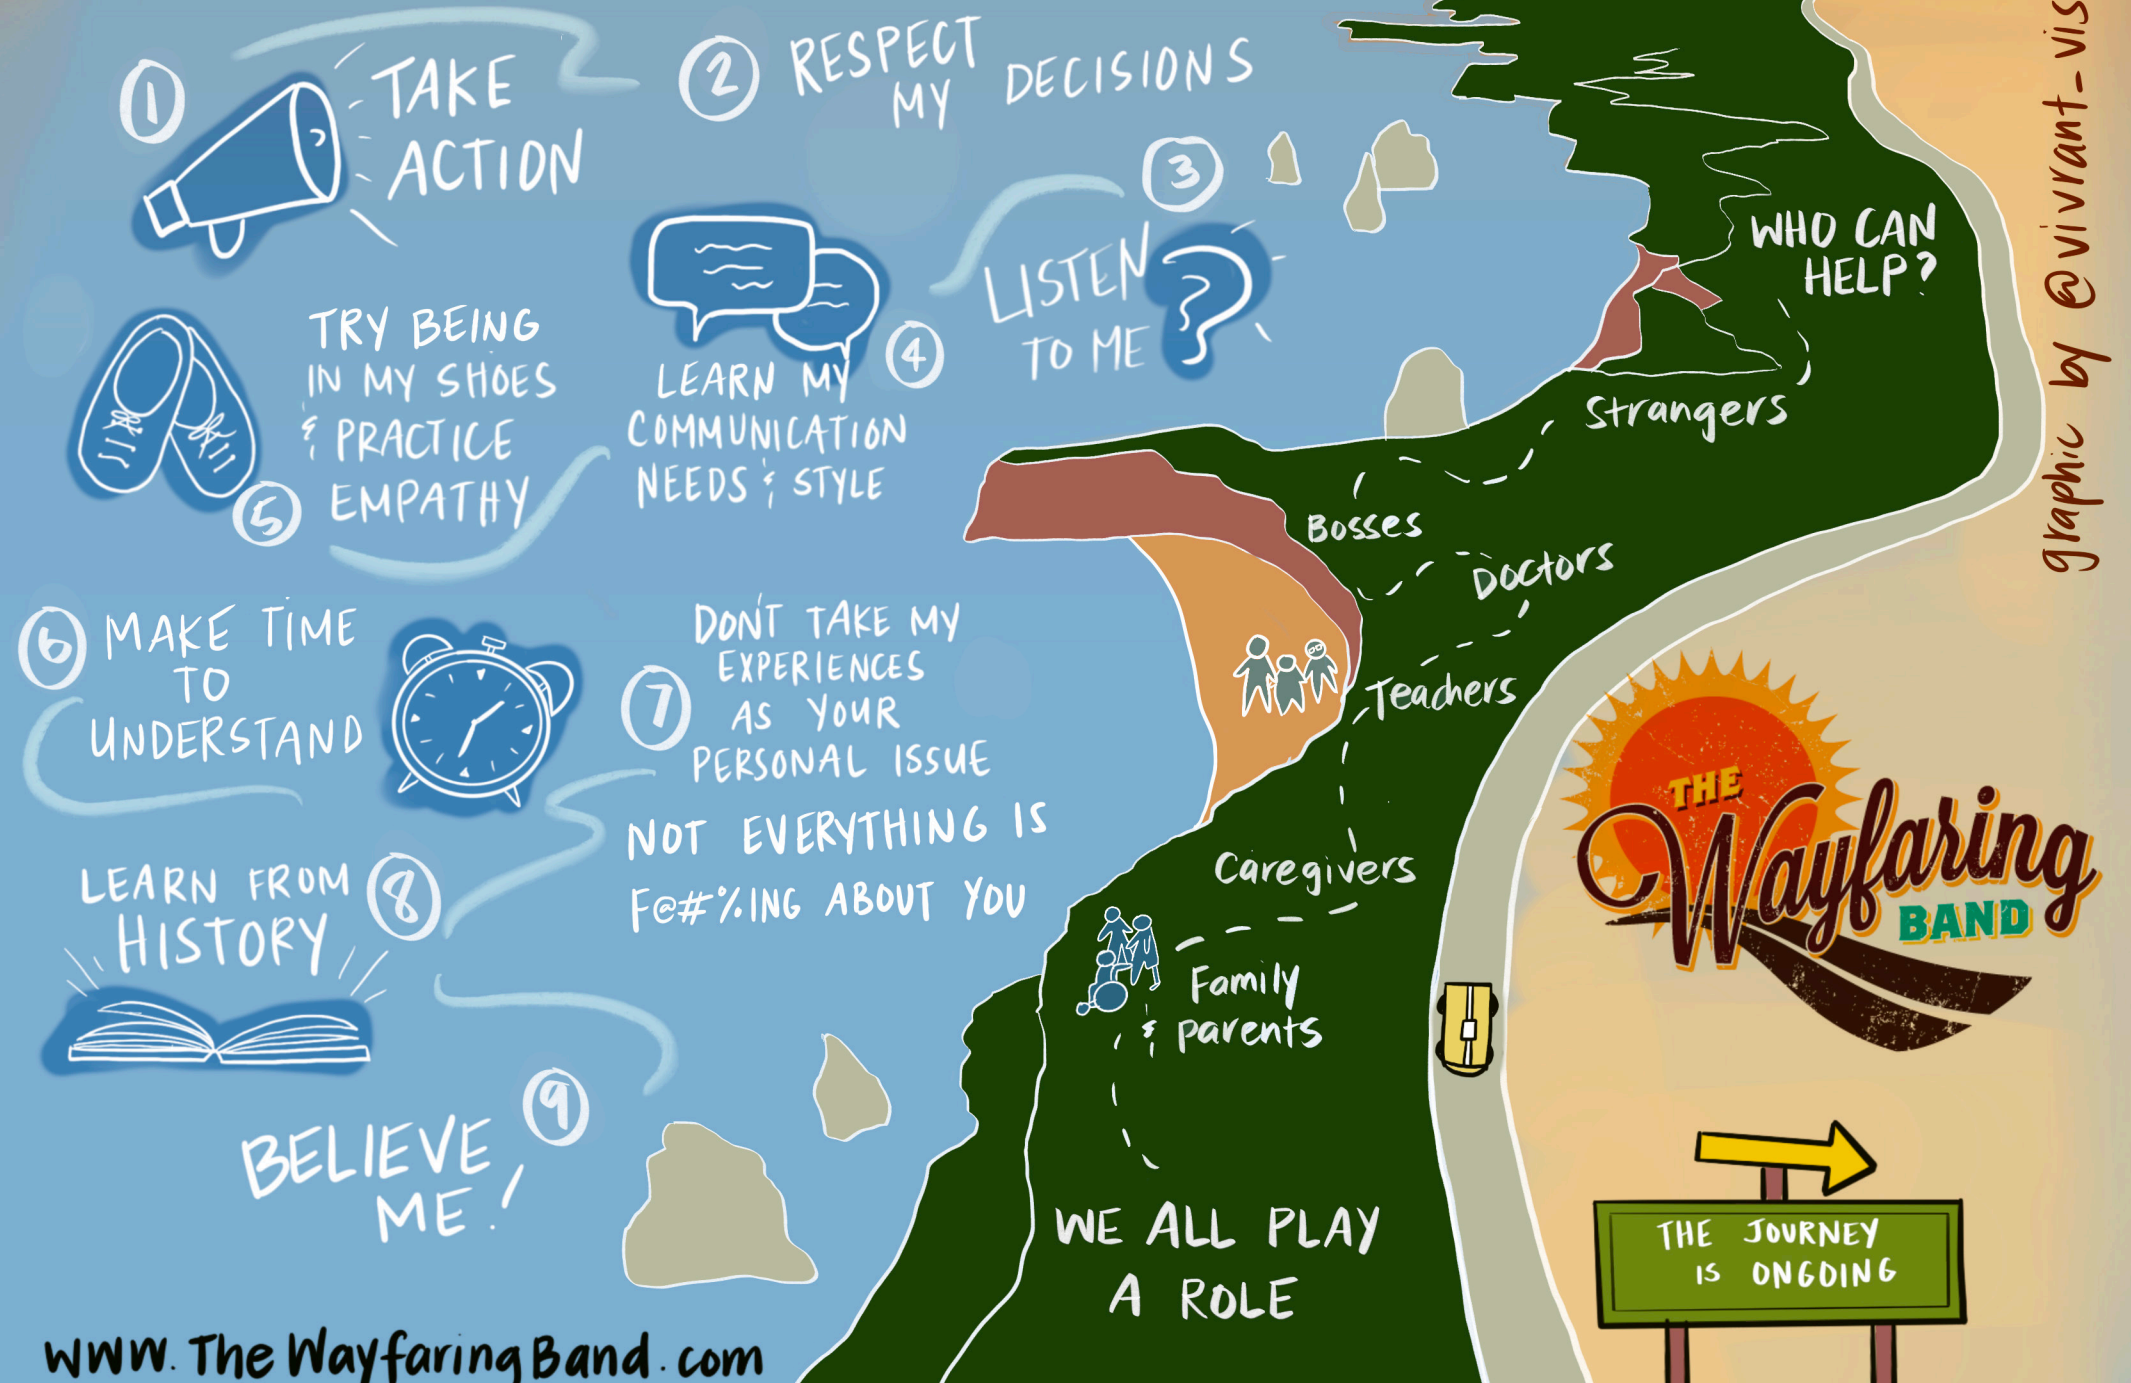 1
TAKE
ACTION
2
RESPECT
MY DECISIONS
3
LISTEN
TO ME
4
LEARN MY
COMMUNICATION
NEEDS & STYLE
TRY BEING
IN MY SHOES
& PRACTICE
EMPATHY
5
6
MAKE TIME
TO
UNDERSTAND
7
DON'T TAKE MY
EXPERIENCES
AS YOUR
PERSONAL ISSUE
NOT EVERYTHING IS
F@#%ING ABOUT YOU
LEARN FROM
HISTORY
8
9
BELIEVE
ME!
www.TheWayfaringBand.com
WHO CAN
HELP?
Strangers
Bosses
Doctors
Teachers
Caregivers
Family
& parents
WE ALL PLAY
A ROLE
graphic by @vivrant_vis
THE
Wayfaring
BAND
THE JOURNEY
IS ONGOING